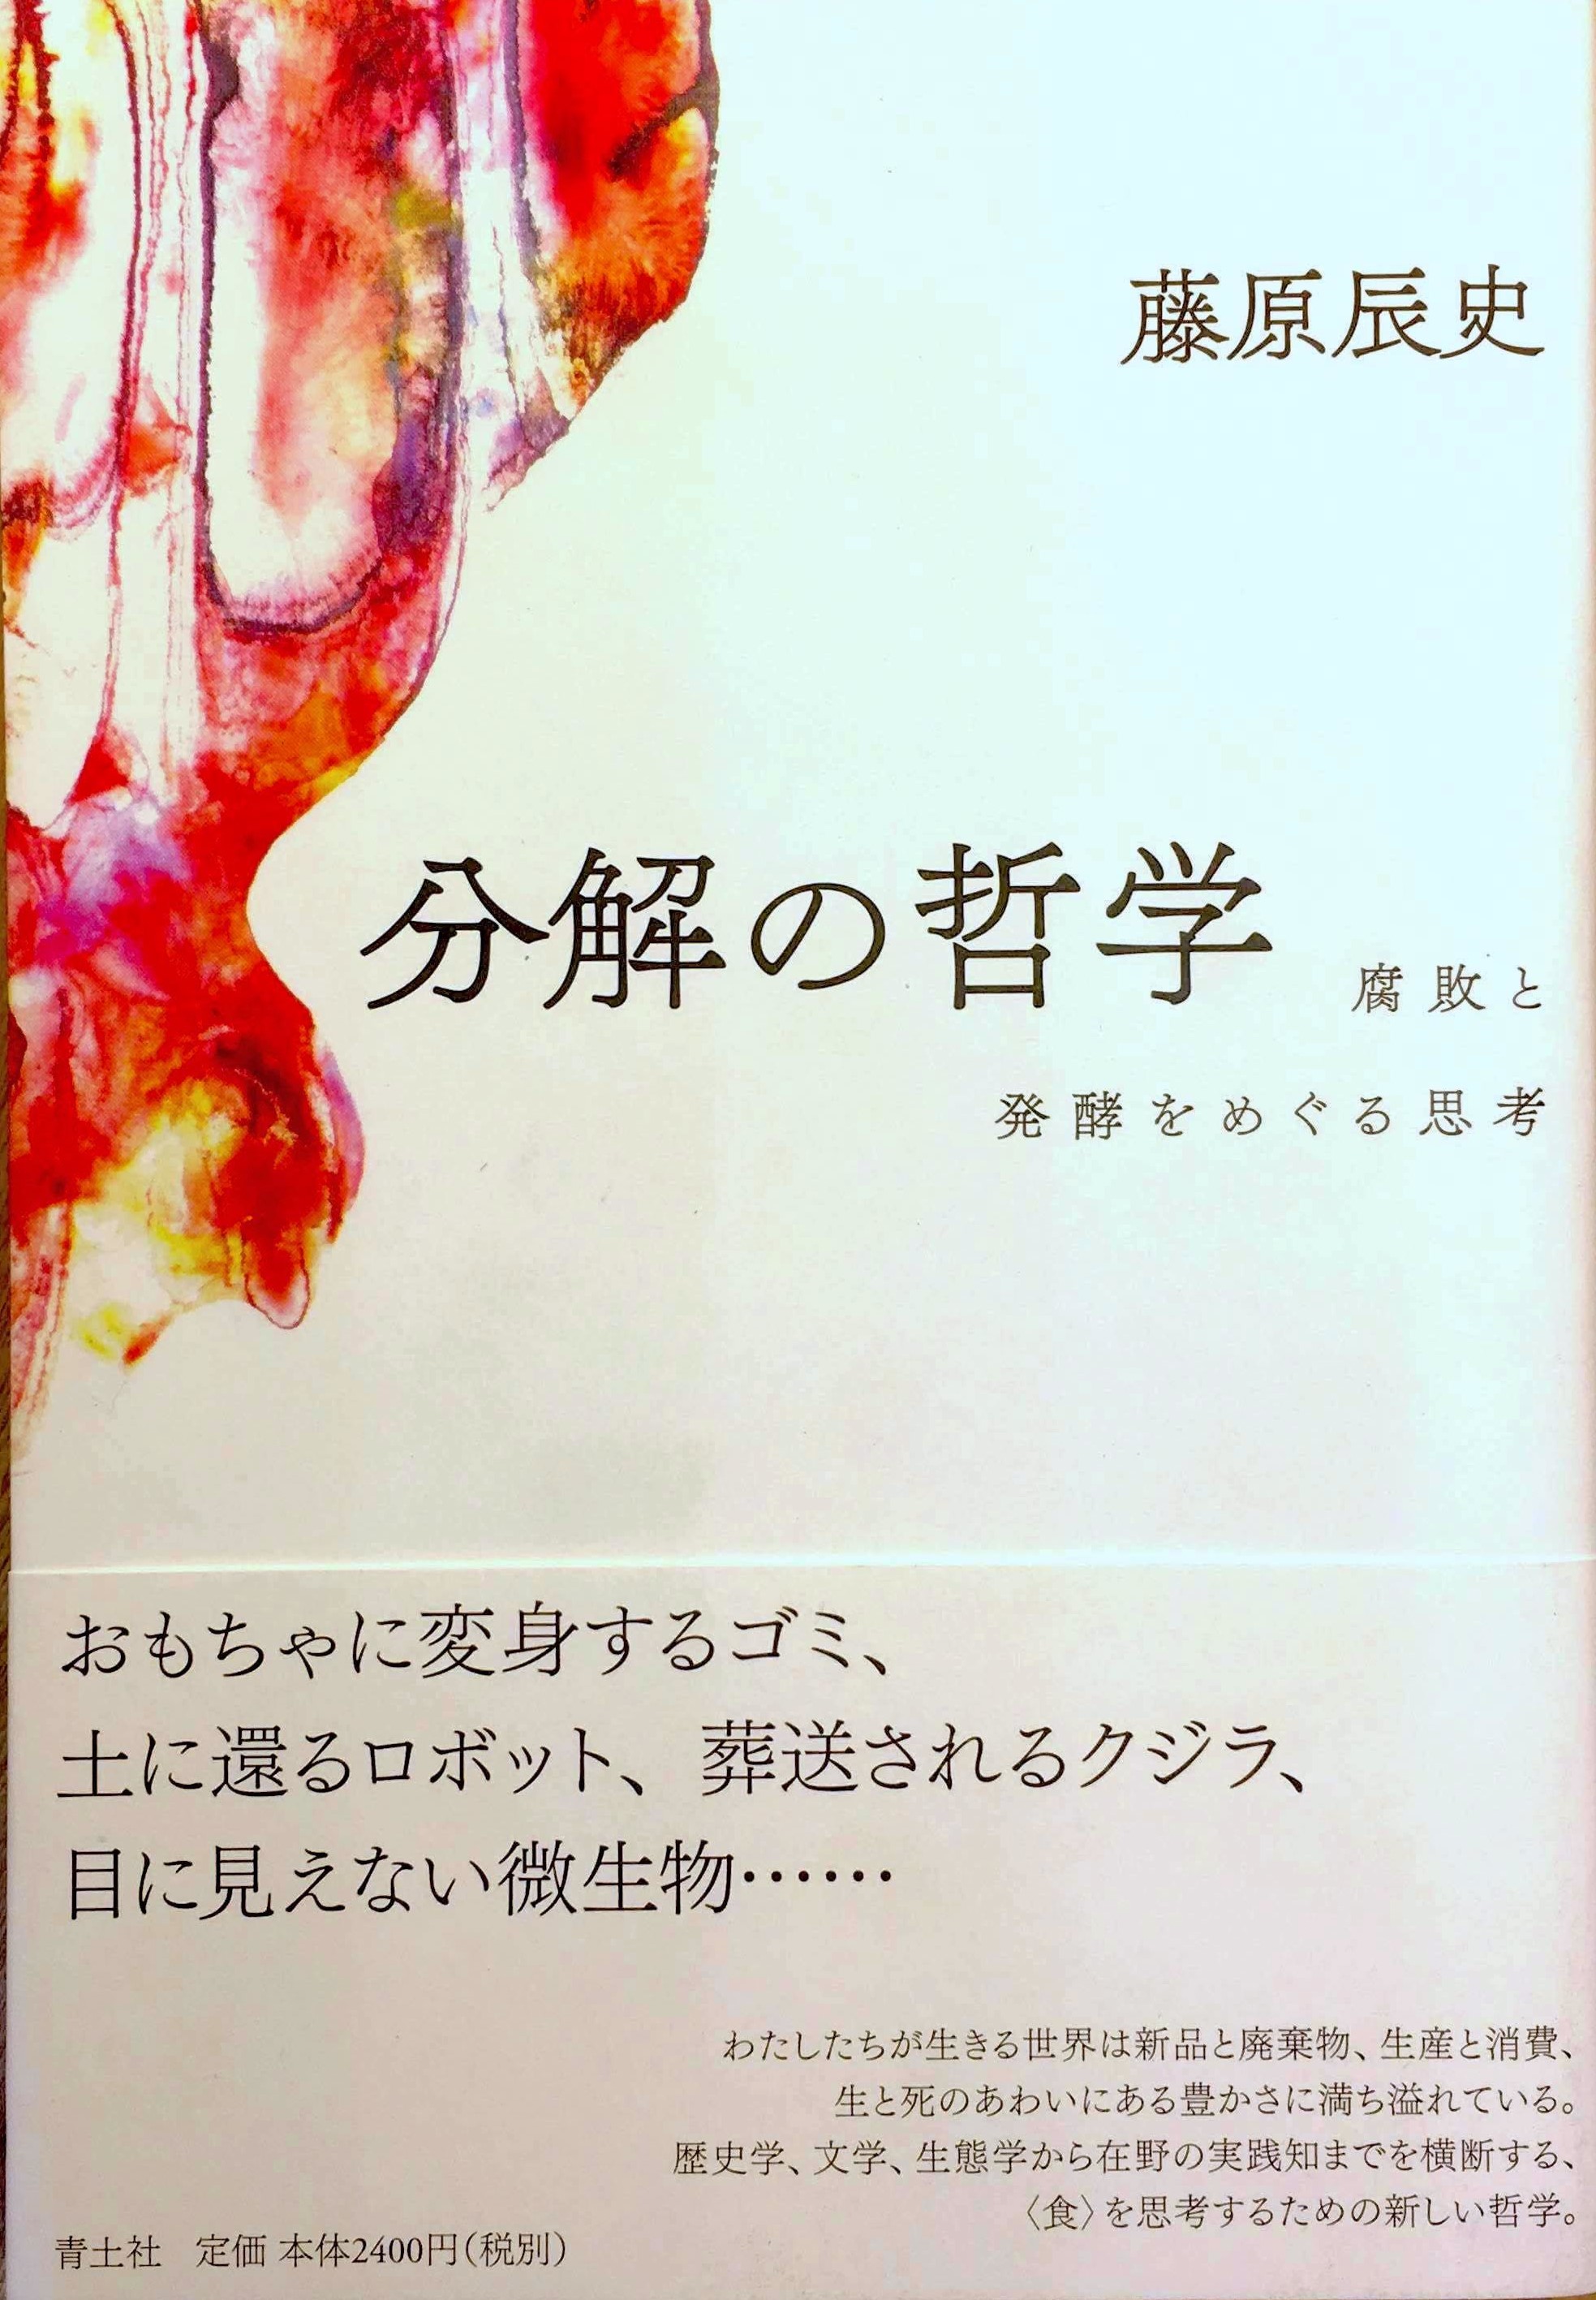 藤原辰史
分解の哲学
腐敗と
発酵をめぐる思考
おもちゃに変身するゴミ、
土に還るロボット、葬送されるクジラ、
目に見えない微生物……
わたしたちが生きる世界は新品と廃棄物、生産と消費、
生と死のあわいにある豊かさに満ち溢れている。
歴史学、文学、生態学から在野の実践知までを横断する、
〈食〉を思考するための新しい哲学。
青土社　定価 本体2400円（税別）